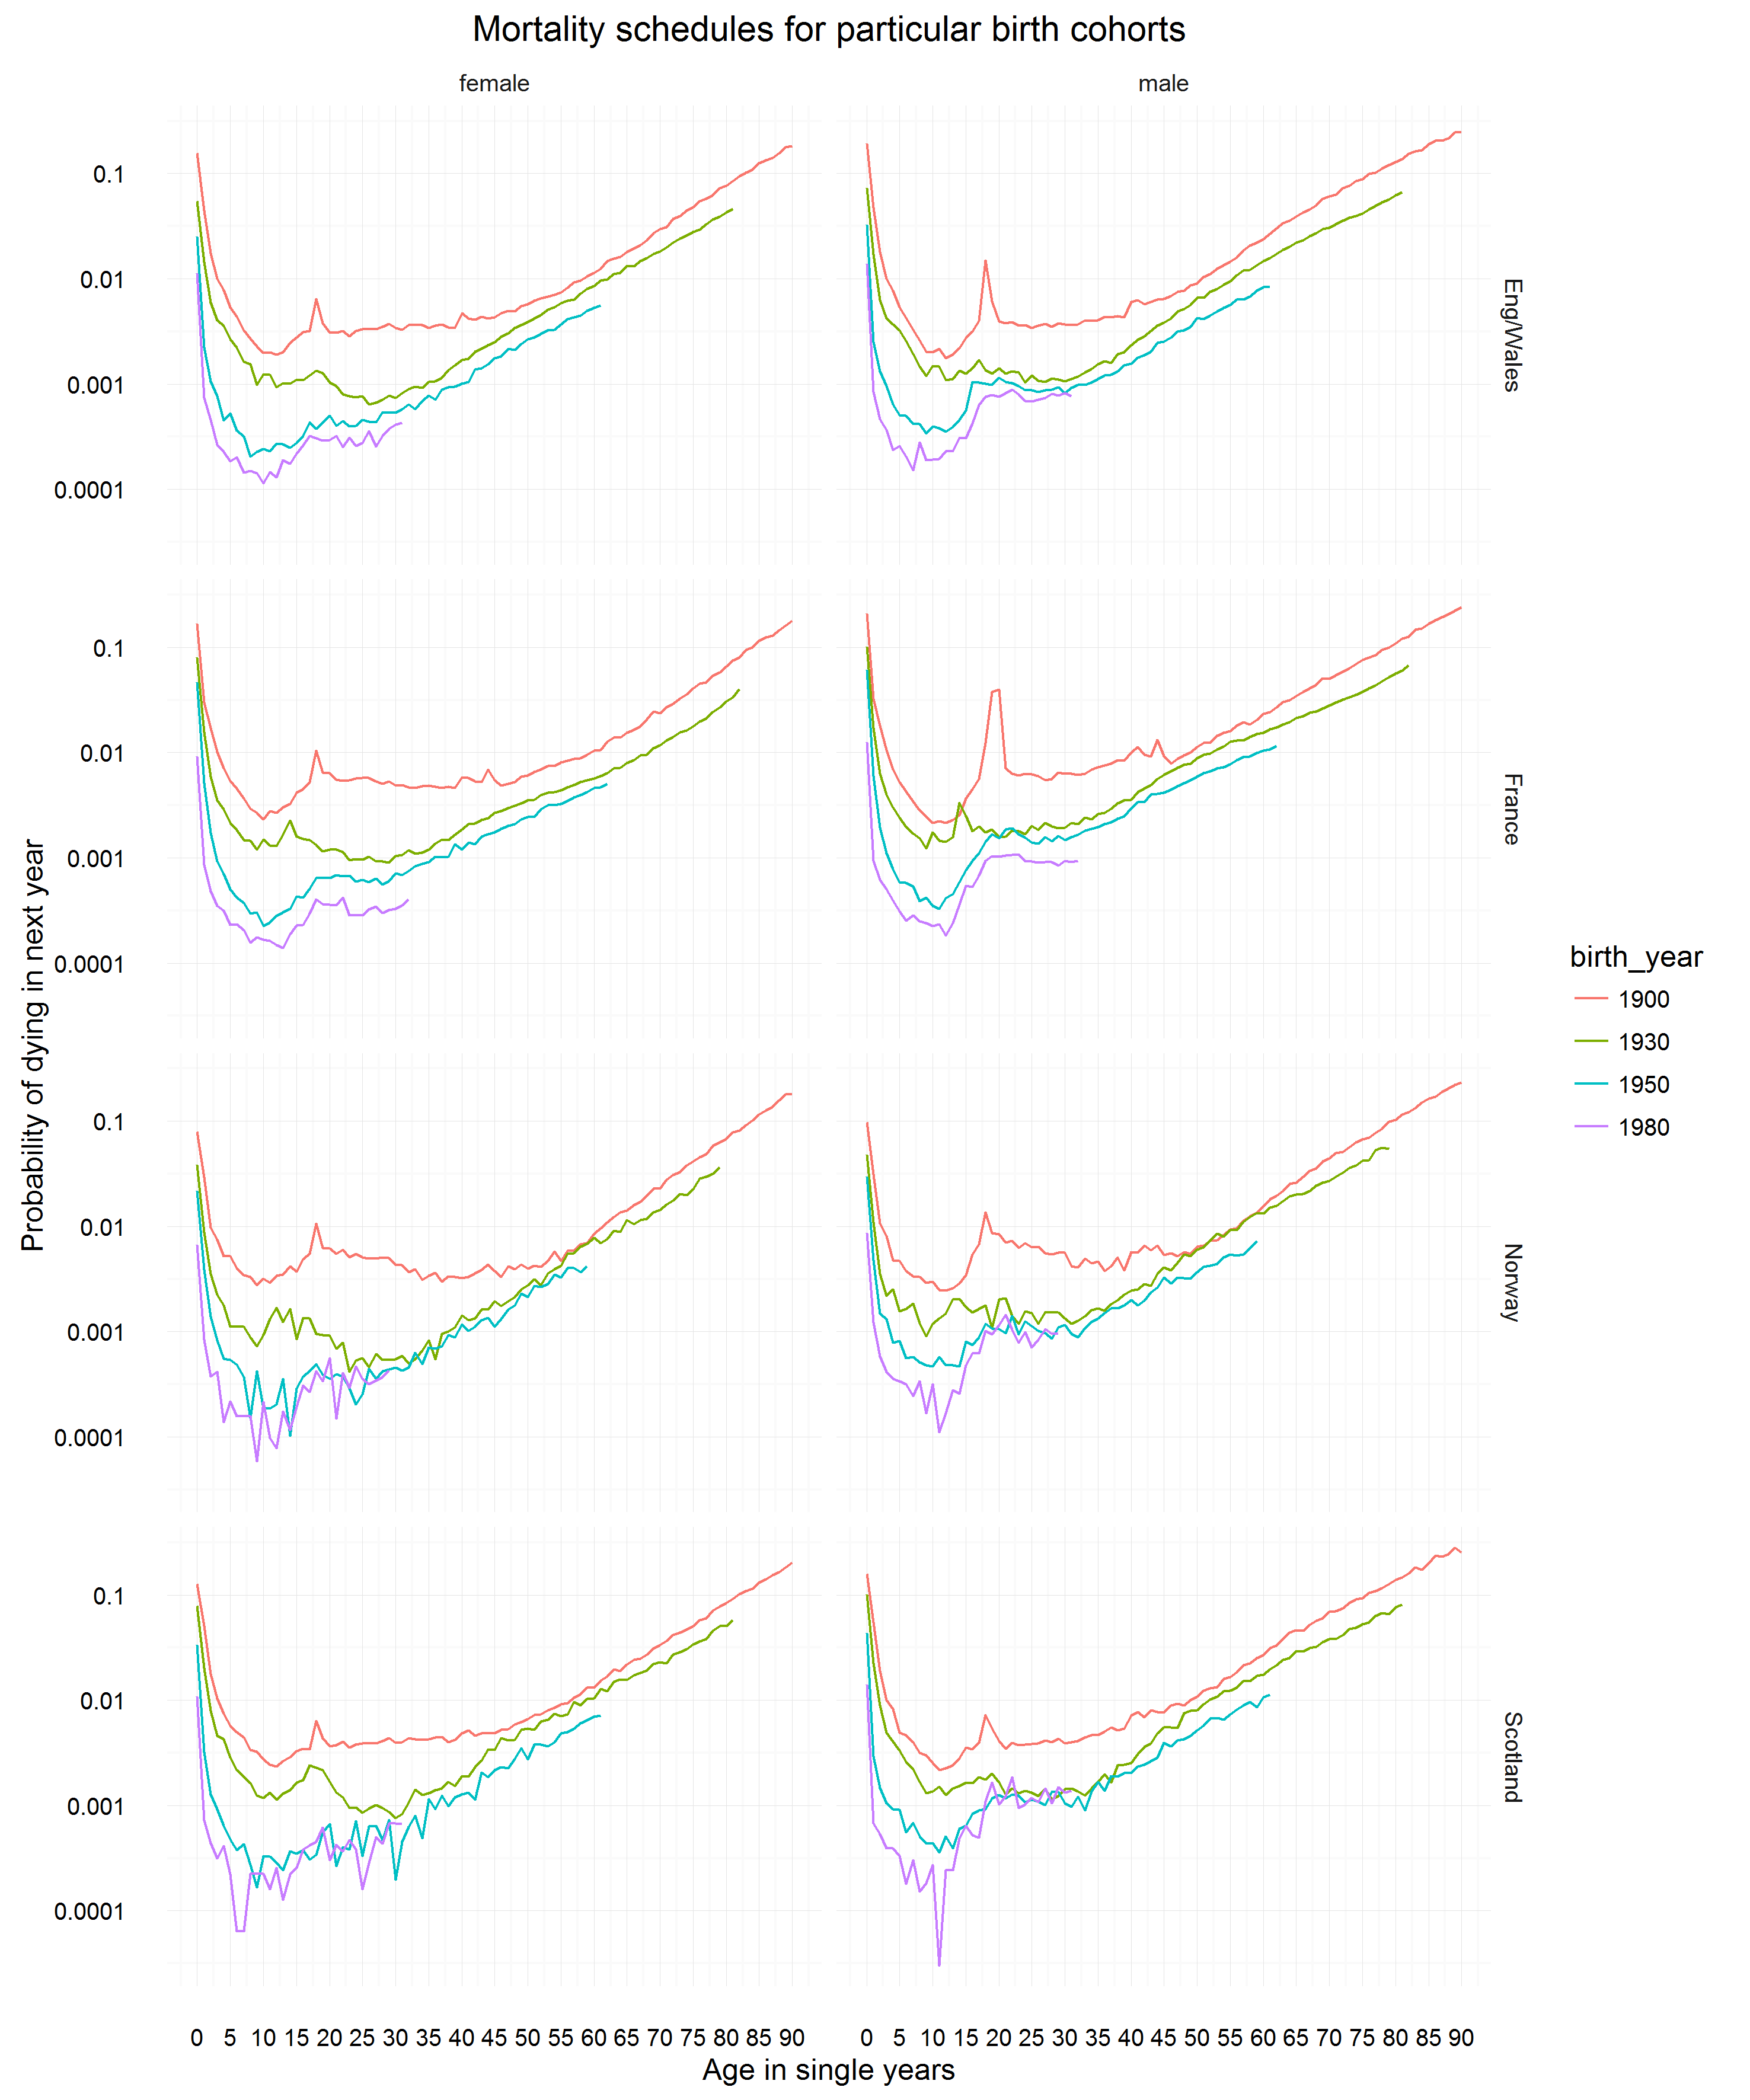 Mortality schedules for particular birth cohorts
female
male
0.1
0.01
0.001
0.0001
Eng/Wales
0.1
0.01
0.001
0.0001
France
0.1
0.01
0.001
0.0001
Norway
0.1
0.01
0.001
0.0001
Scotland
0 5 10 15 20 25 30 35 40 45 50 55 60 65 70 75 80 85 90
0 5 10 15 20 25 30 35 40 45 50 55 60 65 70 75 80 85 90
Age in single years
Probability of dying in next year
birth_year
1900
1930
1950
1980